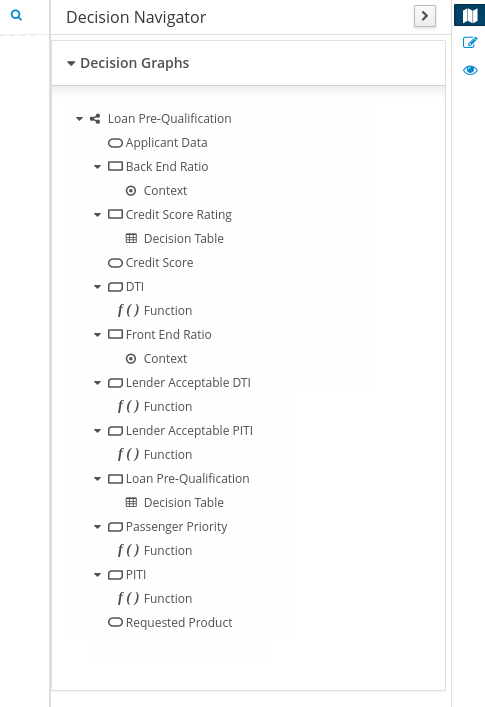 Decision Navigator
Decision Graphs
Loan Pre-Qualification
Applicant Data
Back End Ratio
Context
Credit Score Rating
Decision Table
Credit Score
DTI
f ( ) Function
Front End Ratio
Context
Lender Acceptable DTI
f ( ) Function
Lender Acceptable PITI
f ( ) Function
Loan Pre-Qualification
Decision Table
Passenger Priority
f ( ) Function
PITI
f ( ) Function
Requested Product